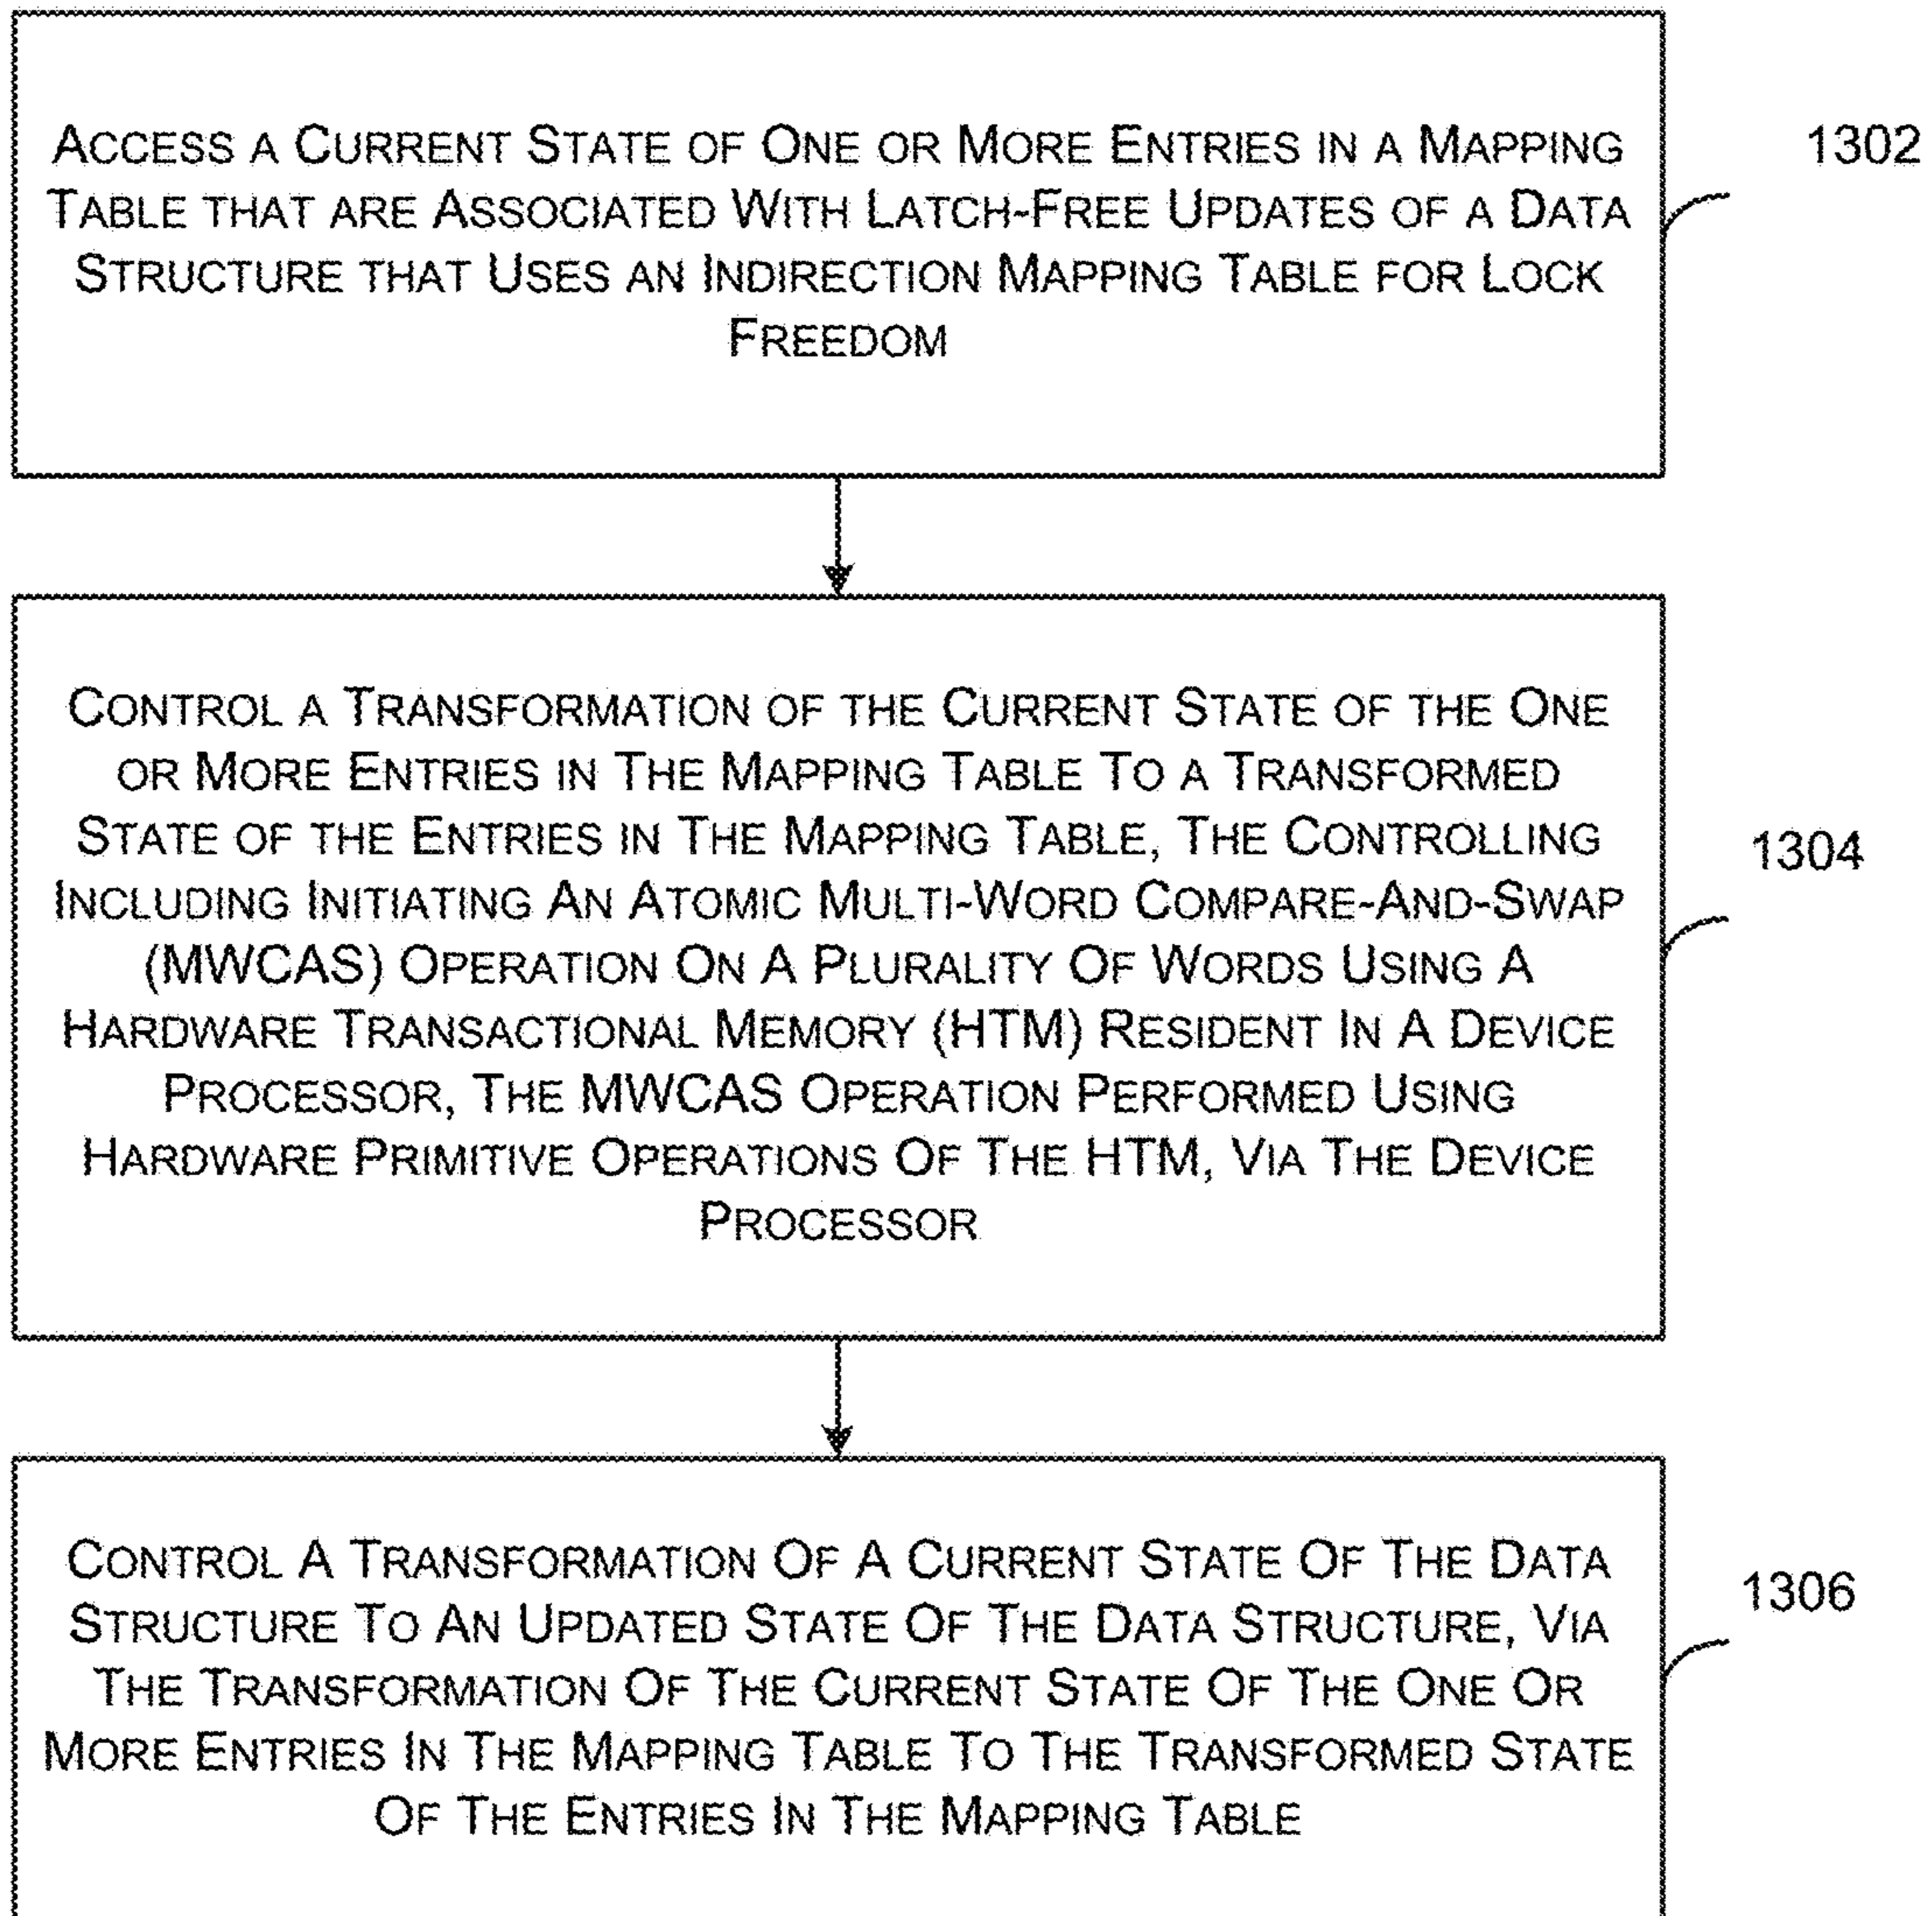 ACCESS A CURRENT STATE OF ONE OR MORE ENTRIES IN A MAPPING
TABLE THAT ARE ASSOCIATED WITH LATCH-FREE UPDATES OF A DATA
STRUCTURE THAT USES AN INDIRECTION MAPPING TABLE FOR LOCK
FREEDOM
1302
CONTROL A TRANSFORMATION OF THE CURRENT STATE OF THE ONE
OR MORE ENTRIES IN THE MAPPING TABLE TO A TRANSFORMED
STATE OF THE ENTRIES IN THE MAPPING TABLE, THE CONTROLLING
INCLUDING INITIATING AN ATOMIC MULTI-WORD COMPARE-AND-SWAP
(MWCAS) OPERATION ON A PLURALITY OF WORDS USING A
HARDWARE TRANSACTIONAL MEMORY (HTM) RESIDENT IN A DEVICE
PROCESSOR, THE MWCAS OPERATION PERFORMED USING
HARDWARE PRIMITIVE OPERATIONS OF THE HTM, VIA THE DEVICE
PROCESSOR
1304
CONTROL A TRANSFORMATION OF A CURRENT STATE OF THE DATA
STRUCTURE TO AN UPDATED STATE OF THE DATA STRUCTURE, VIA
THE TRANSFORMATION OF THE CURRENT STATE OF THE ONE OR
MORE ENTRIES IN THE MAPPING TABLE TO THE TRANSFORMED STATE
OF THE ENTRIES IN THE MAPPING TABLE
1306